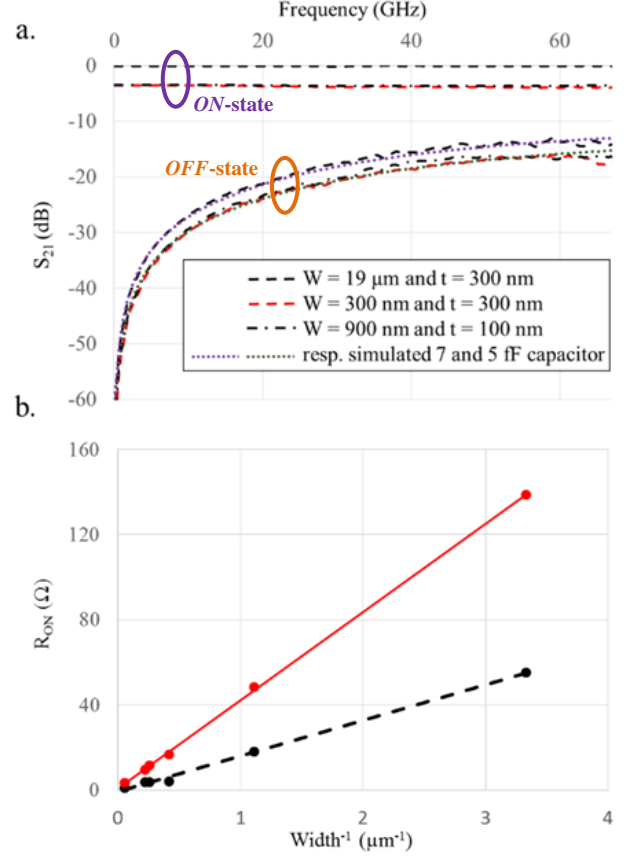 a.
Frequency (GHz)
0 20 40 60
0
-10
-20
-30
-40
-50
-60
S21 (dB)
ON-state
OFF-state
W = 19 µm and t = 300 nm
W = 300 nm and t = 300 nm
W = 900 nm and t = 100 nm
resp. simulated 7 and 5 fF capacitor
b.
160
120
80
40
0
RON (Ω)
0 1 2 3 4
Width-1 (µm-1)